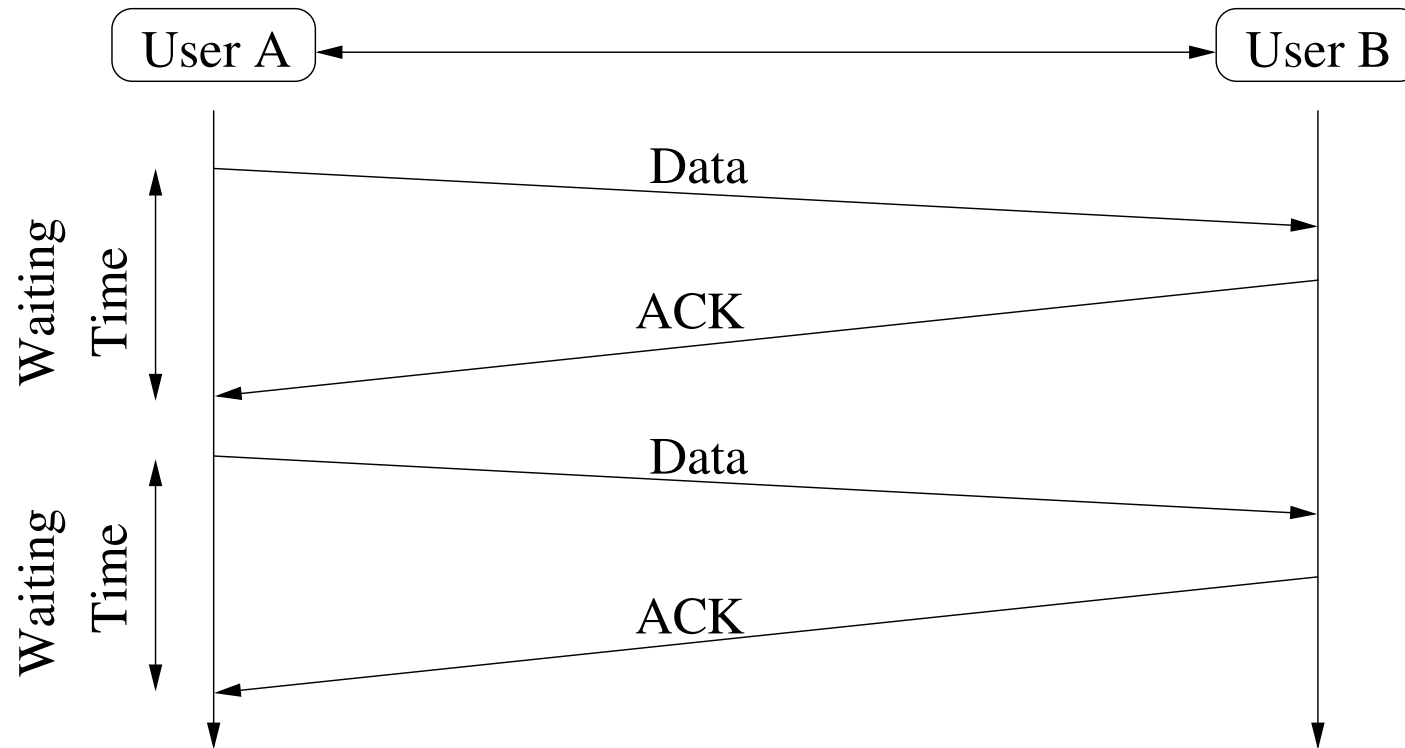 User A
User B
Data
Waiting
Time
ACK
Data
Waiting
Time
ACK